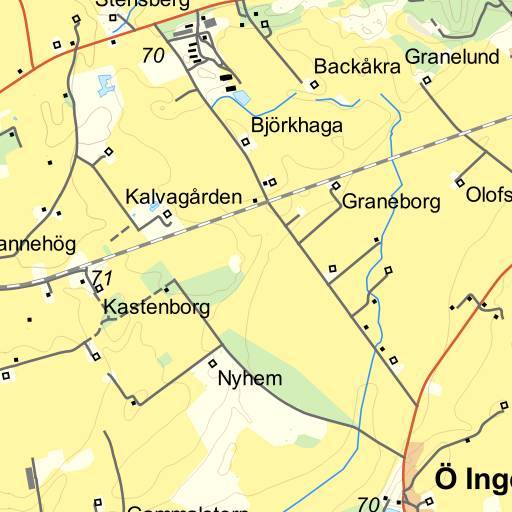 Stensberg
70
Granelund
Backåkra
Björkhaga
Kalvagården
Graneborg
Olofs
annehög
71
Kastenborg
Nyhem
Ö Inge
70